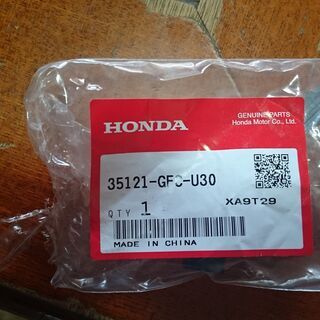 GENUINE PARTS
Honda Motor Co., Ltd.
HONDA
35121-GFC-U30
XA9T29
QTY 1
MADE IN CHINA